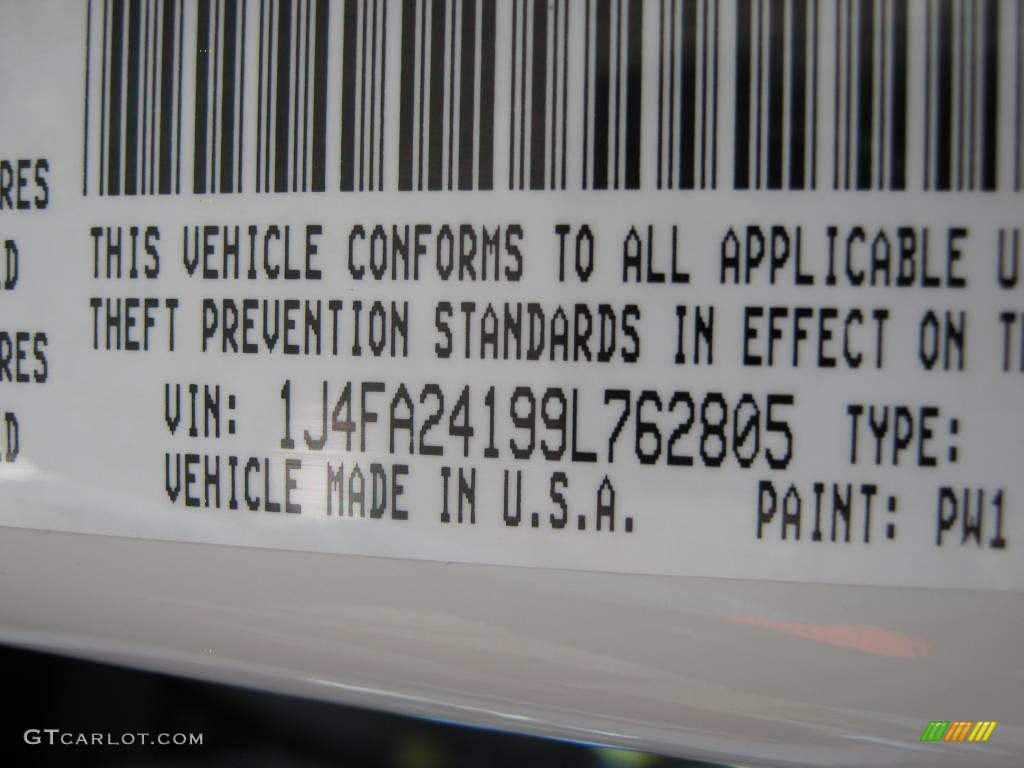 RES
THIS VEHICLE CONFORMS TO ALL APPLICABLE U
D
THEFT PREVENTION STANDARDS IN EFFECT ON TH
RES
VIN: 1J4FA24199L762805 TYPE:
D
VEHICLE MADE IN U.S.A. PAINT: PW1
GTCARLOT.COM